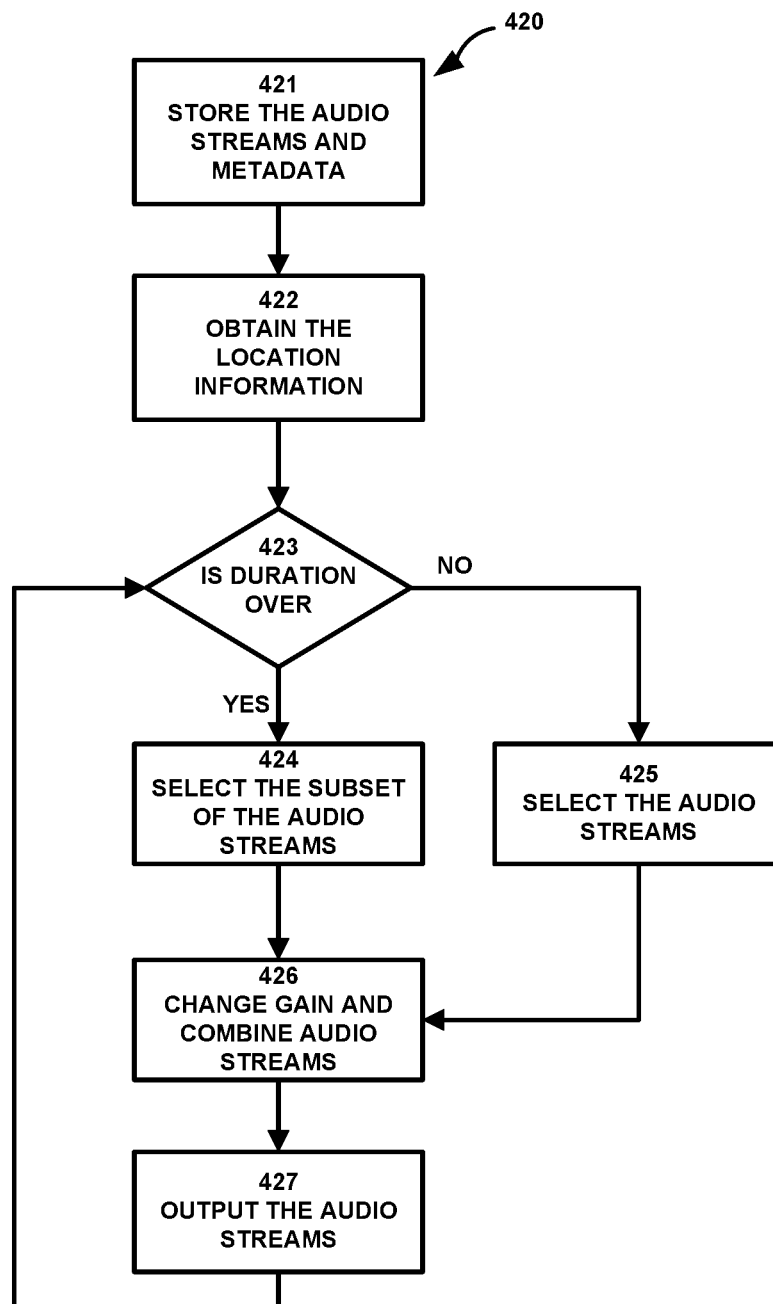 420
421
STORE THE AUDIO
STREAMS AND
METADATA
422
OBTAIN THE
LOCATION
INFORMATION
423
IS DURATION
OVER
NO
YES
424
SELECT THE SUBSET
OF THE AUDIO
STREAMS
425
SELECT THE AUDIO
STREAMS
426
CHANGE GAIN AND
COMBINE AUDIO
STREAMS
427
OUTPUT THE AUDIO
STREAMS